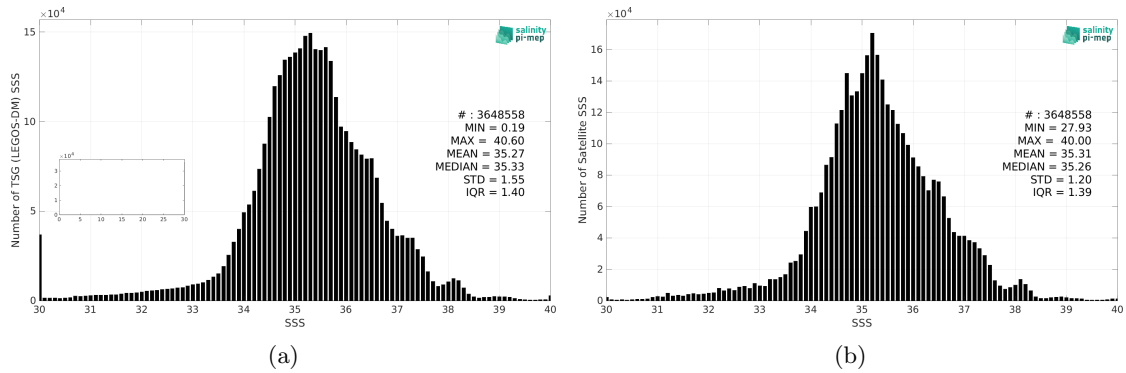 ×10⁴
salinity
pi-mep
Number of TSG (LEGOS-DM) SSS
15
10
5
0
# : 3648558
MIN = 0.19
MAX = 40.60
MEAN = 35.27
MEDIAN = 35.33
STD = 1.55
IQR = 1.40
×10⁴
3
2
1
0
0 5 10 15 20 25 30
30 31 32 33 34 35 36 37 38 39 40
SSS
(a)
×10⁴
salinity
pi-mep
Number of Satellite SSS
16
14
12
10
8
6
4
2
0
# : 3648558
MIN = 27.93
MAX = 40.00
MEAN = 35.31
MEDIAN = 35.26
STD = 1.20
IQR = 1.39
30 31 32 33 34 35 36 37 38 39 40
SSS
(b)